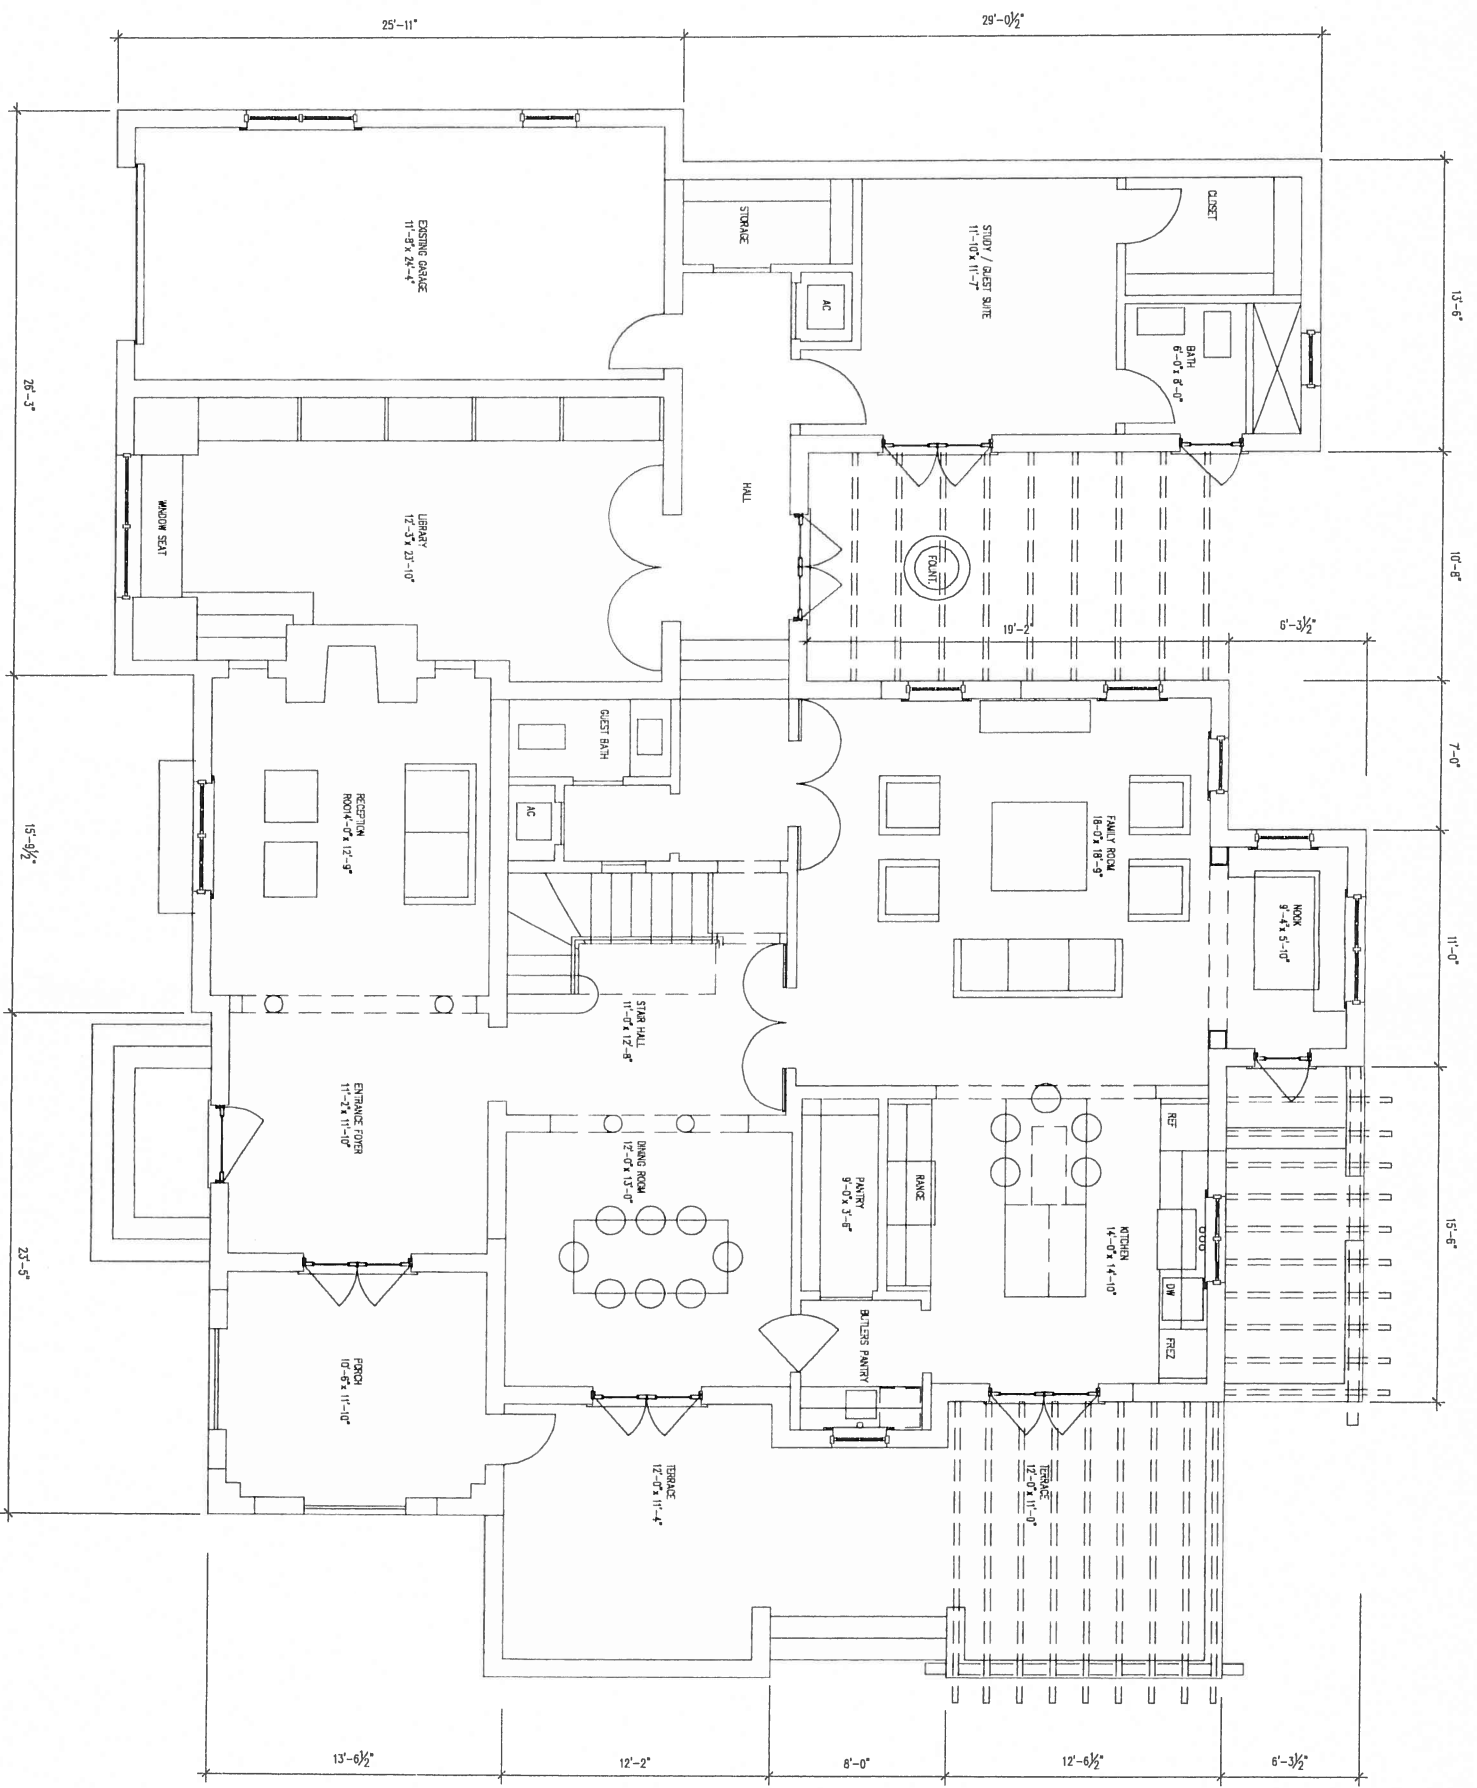 25'-11"
29'-0½"
13'-6"
CLOSET
STORAGE
EXISTING GARAGE
11'-8"x 24'-4"
STUDY / GUEST SUITE
11'-10"x 11'-7"
AC
BATH
6'-0"x 8'-0"
26'-3"
HALL
LIBRARY
12'-3"x 23'-10"
WINDOW SEAT
FOUNT.
10'-8"
19'-2"
6'-3½"
GUEST BATH
7'-0"
RECEPTION
ROO14'-0"x 12'-9"
AC
FAMILY ROOM
18-0"x 18'-9"
15'-9½"
NOOK
9'-4"x 5'-10"
11'-0"
STAIR HALL
11'-0"x 12'-8"
ENTRANCE FOYER
11'-2"x 11'-10"
REF
DINING ROOM
12'-0"x 13'-0"
PANTRY
9'-0"x 3'-6"
RANGE
KITCHEN
14'-0"x 14'-10"
15'-6"
23'-5"
DW
FREZ
BUTLERS PANTRY
PORCH
10'-6"x 11'-10"
TERRACE
12'-0"x 11'-4"
TERRACE
12'-0"x 11'-0"
13'-6½"
12'-2"
8'-0"
12'-6½"
6'-3½"